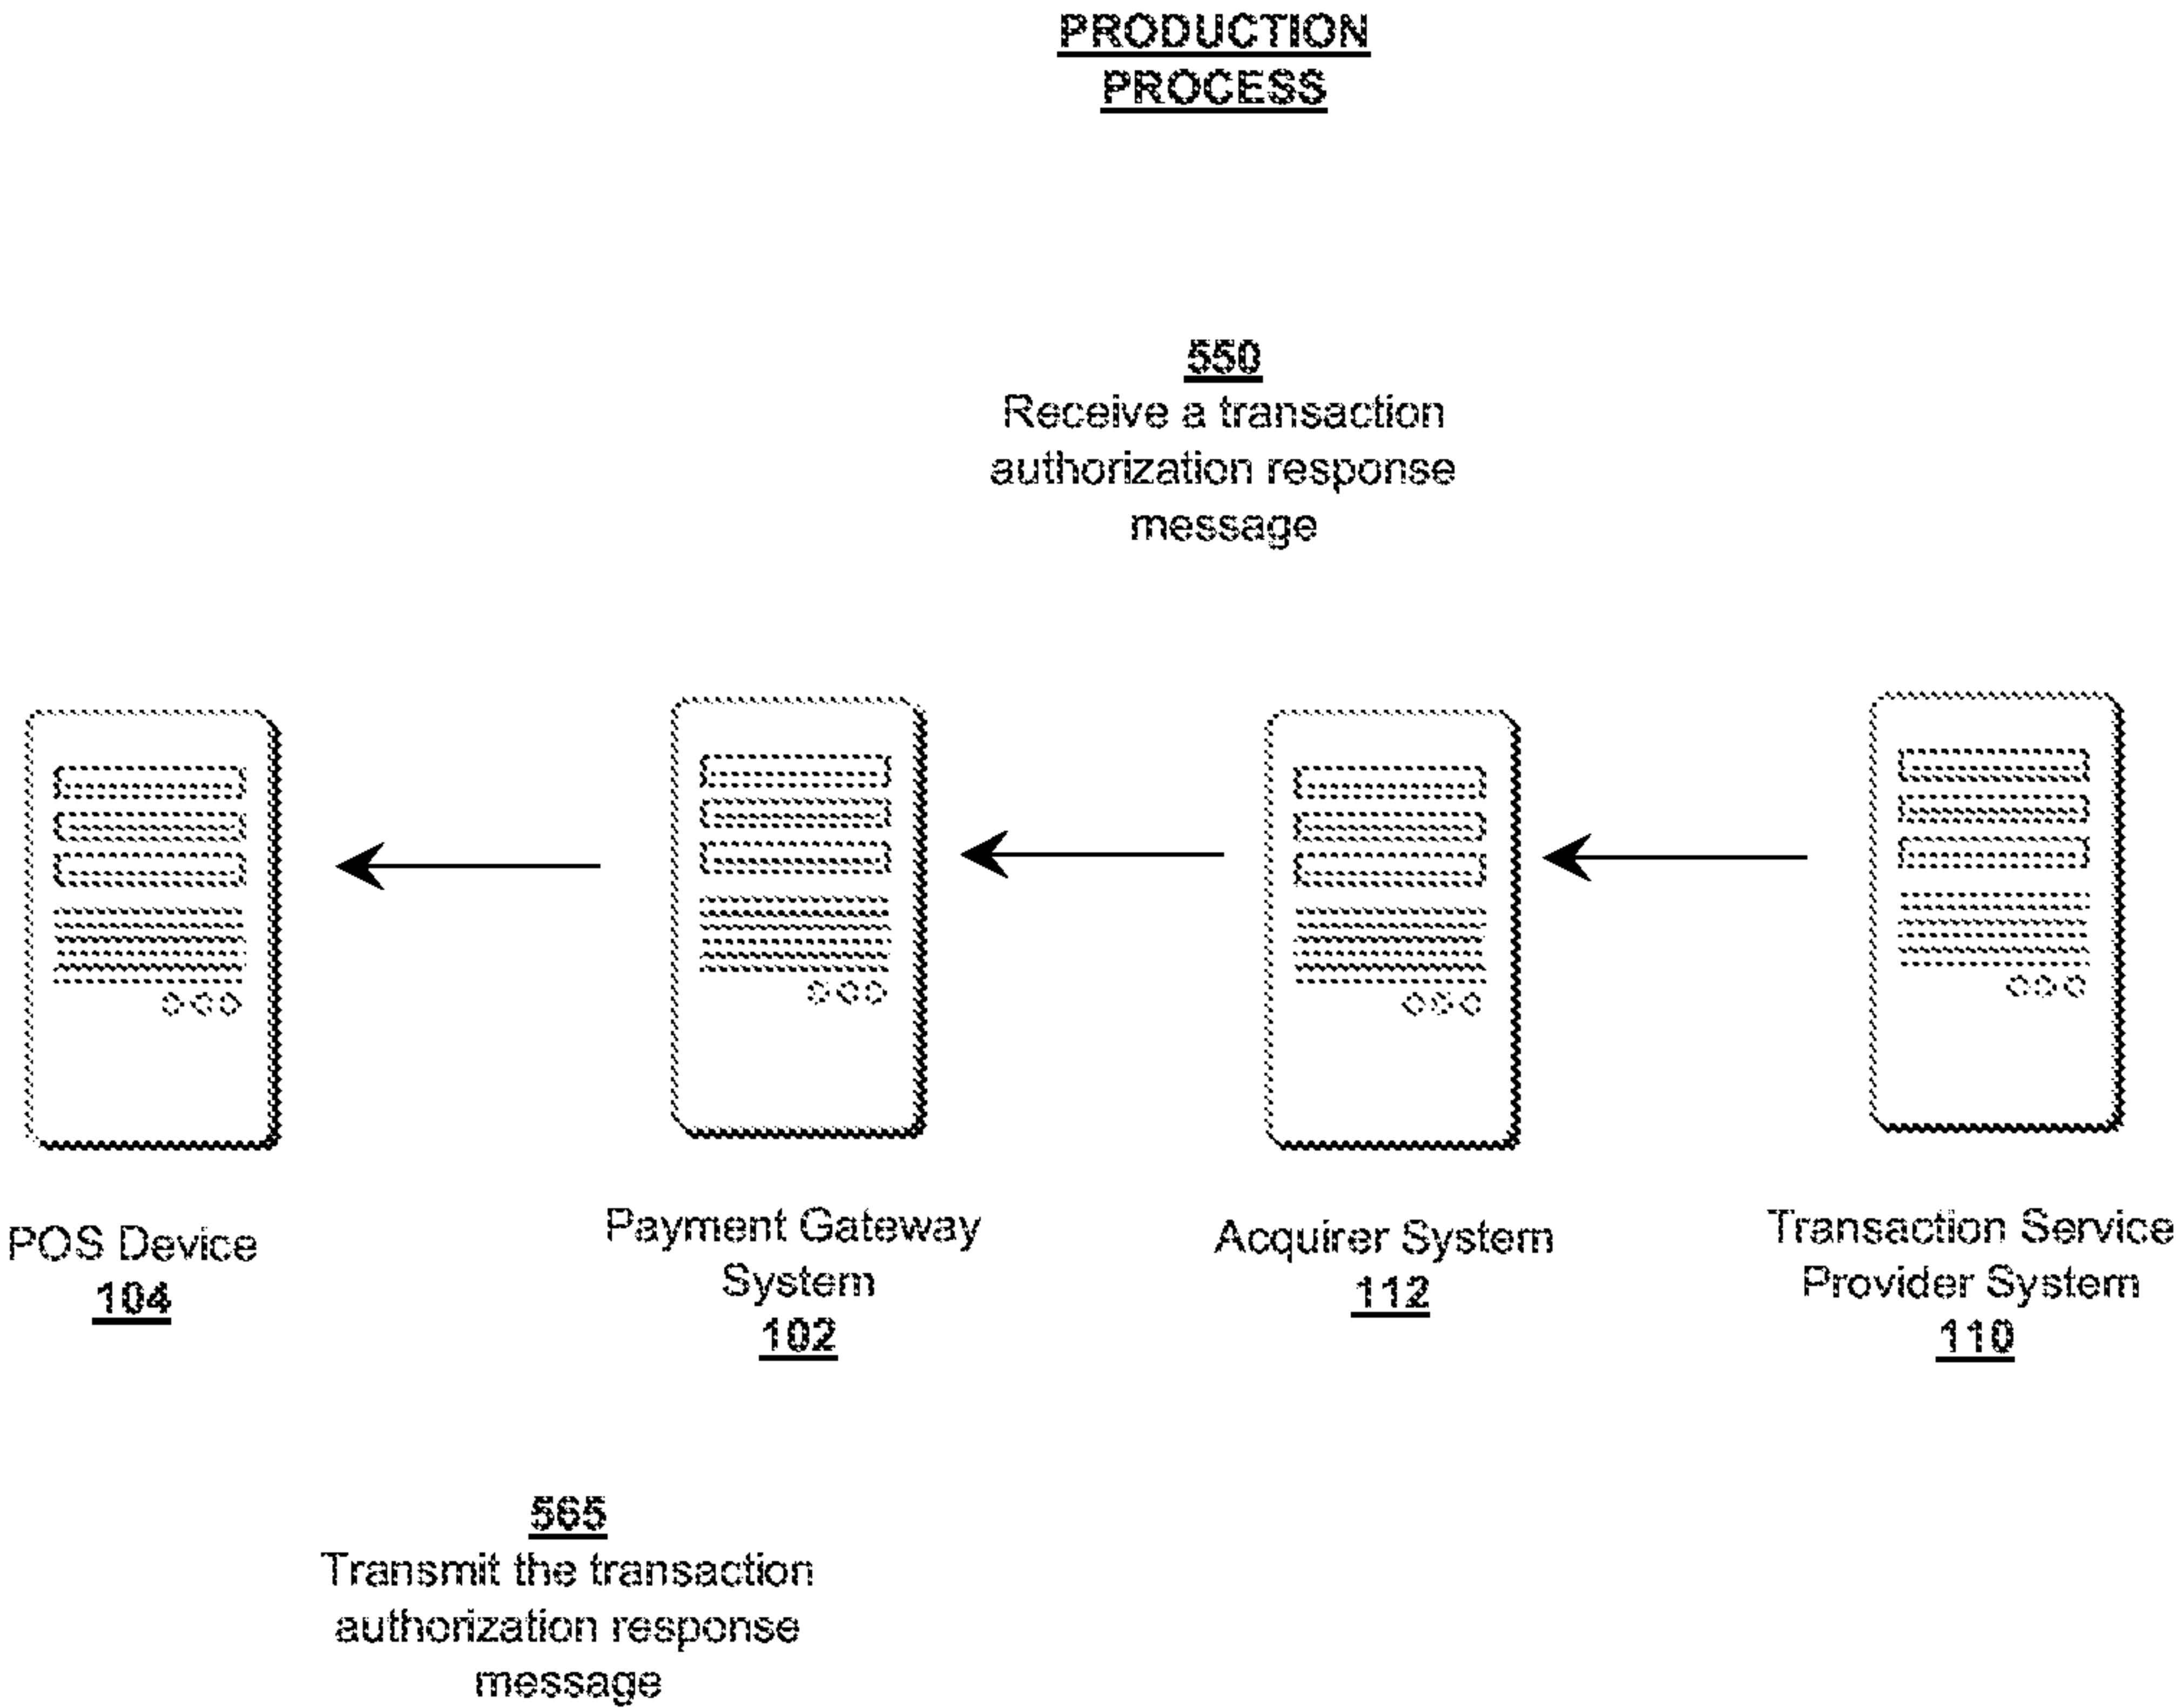 PRODUCTION
PROCESS
550
Receive a transaction
authorization response
message
POS Device
104
Payment Gateway
System
102
Acquirer System
112
Transaction Service
Provider System
110
565
Transmit the transaction
authorization response
message